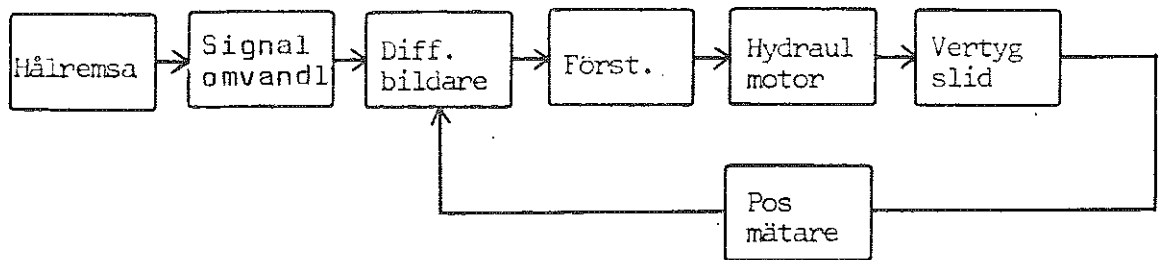 Hålremsa
Signal
omvandl
Diff.
bildare
Först.
Hydraul
motor
Vertyg
slid
Pos
mätare